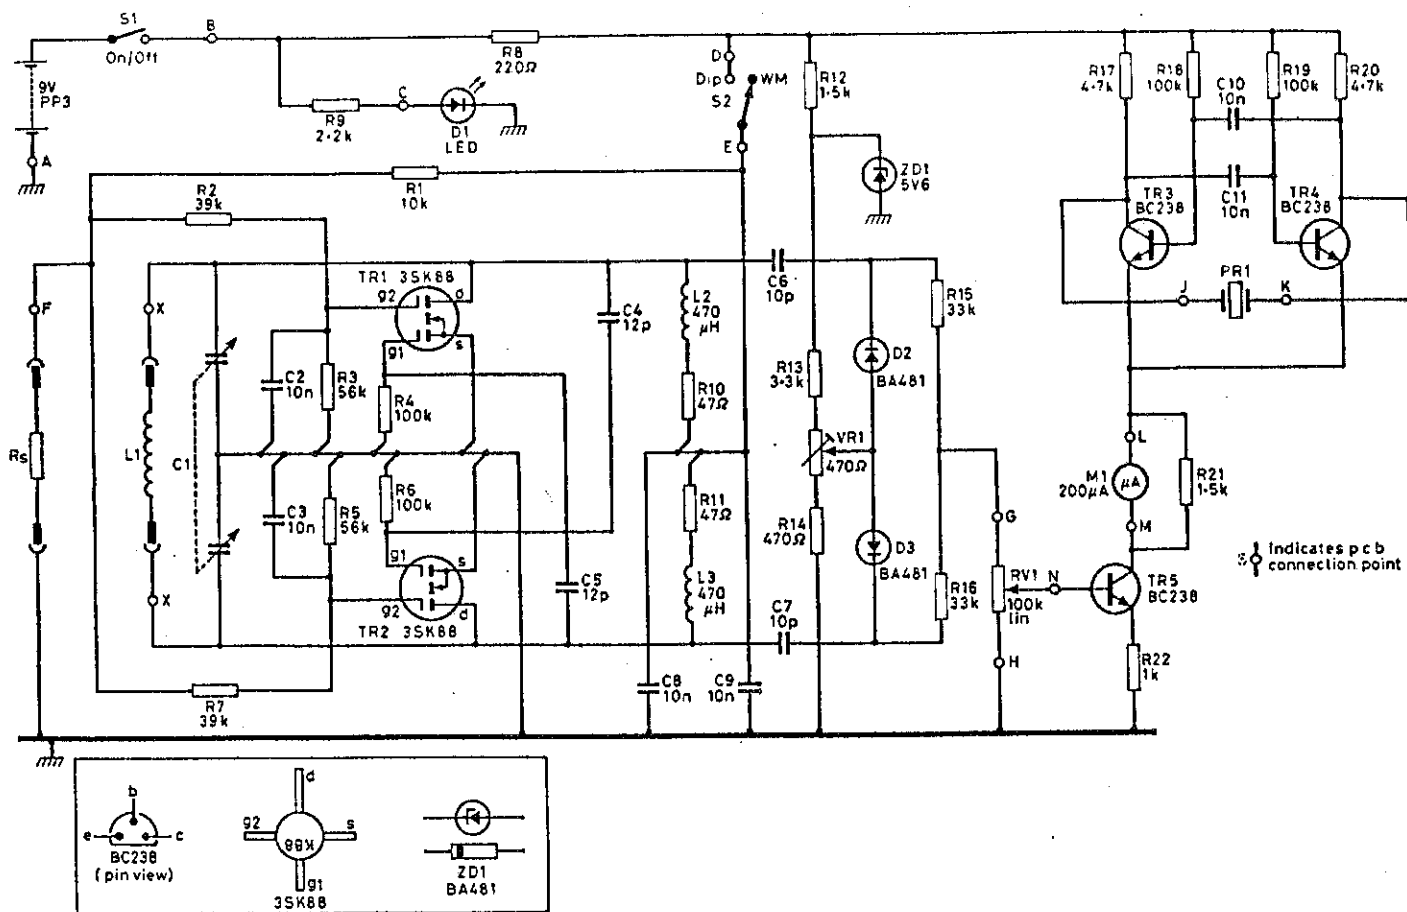 S1
On/Off
B
9V
PP3
A
R8
220Ω
R9
2·2k
C
D1
LED
D
Dip
WM
S2
E
R12
1·5k
ZD1
5V6
R17
4·7k
R18
100k
C10
10n
R19
100k
R20
4·7k
C11
10n
TR3
BC238
TR4
BC238
R1
10k
R2
39k
F
X
TR1 3SK88
g2
d
g1
s
C4
12p
L2
470
µH
C6
10p
R15
33k
J
PR1
K
D2
BA481
R13
3·3k
C2
10n
R3
56k
R4
100k
R10
47Ω
Rs
L1
C1
VR1
470Ω
L
M1
200µA
µA
M
R21
1·5k
R6
100k
C3
10n
R5
56k
R11
47Ω
R14
470Ω
G
D3
BA481
g1
s
g2
d
TR2 3SK88
C5
12p
L3
470
µH
C7
10p
R16
33k
RV1
100k
lin
N
TR5
BC238
Indicates pcb
connection point
X
H
R7
39k
C8
10n
C9
10n
R22
1k
b
e
c
BC238
(pin view)
d
g2
s
K88
g1
3SK88
ZD1
BA481